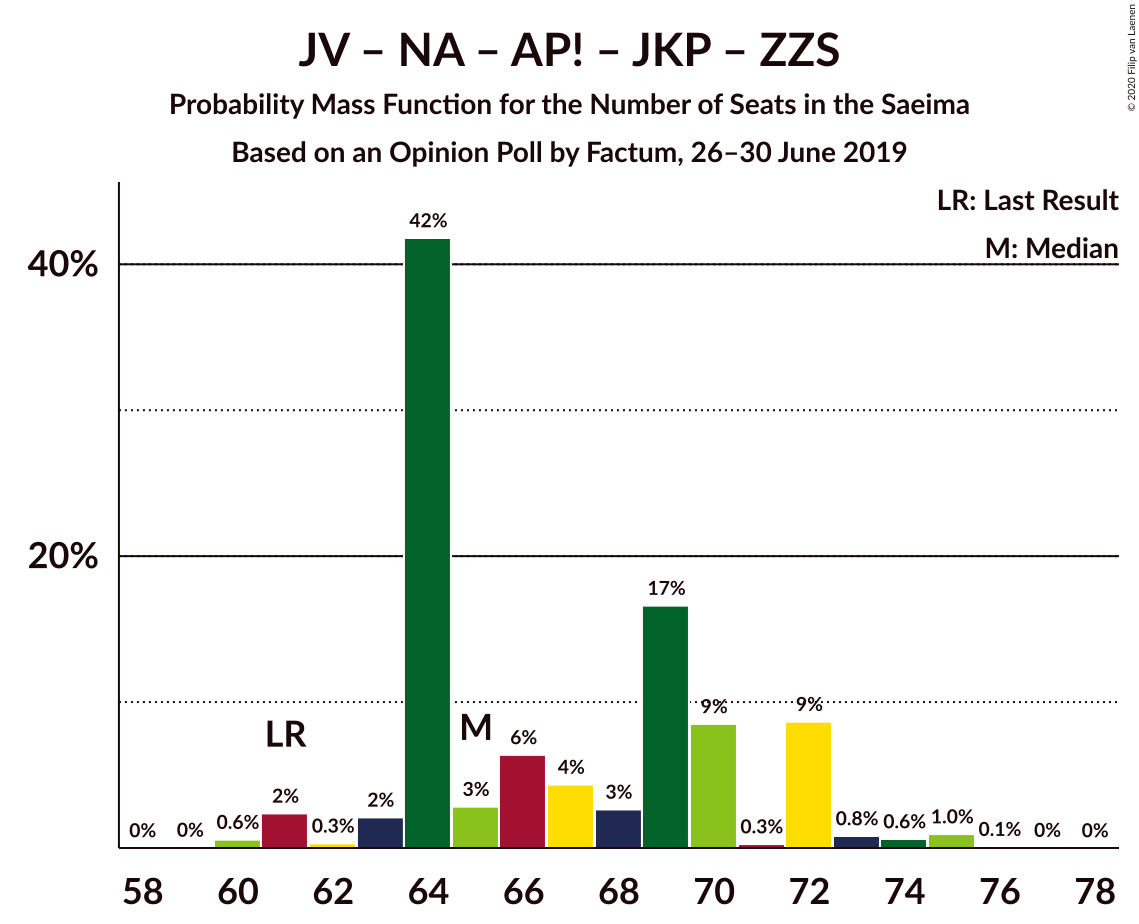 JV – NA – AP! – JKP – ZZS
Probability Mass Function for the Number of Seats in the Saeima
Based on an Opinion Poll by Factum, 26–30 June 2019
© 2020 Filip van Laenen
LR: Last Result
M: Median
40%
20%
0%
0%
0.6%
2%
0.3%
2%
42%
3%
6%
4%
3%
17%
9%
0.3%
9%
0.8%
0.6%
1.0%
0.1%
0%
0%
LR
M
58 60 62 64 66 68 70 72 74 76 78